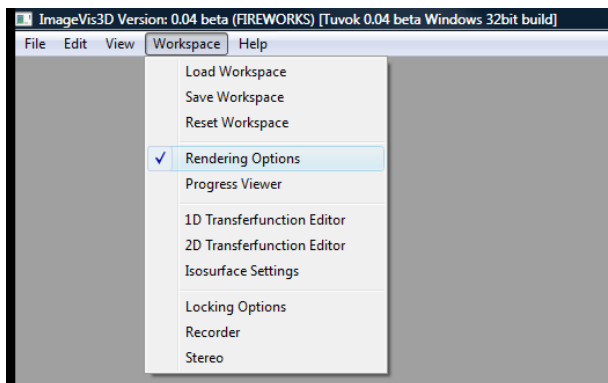 ImageVis3D Version: 0.04 beta (FIREWORKS) [Tuvok 0.04 beta Windows 32bit build]
File Edit View Workspace Help
Load Workspace
Save Workspace
Reset Workspace
Rendering Options
Progress Viewer
1D Transferfunction Editor
2D Transferfunction Editor
Isosurface Settings
Locking Options
Recorder
Stereo